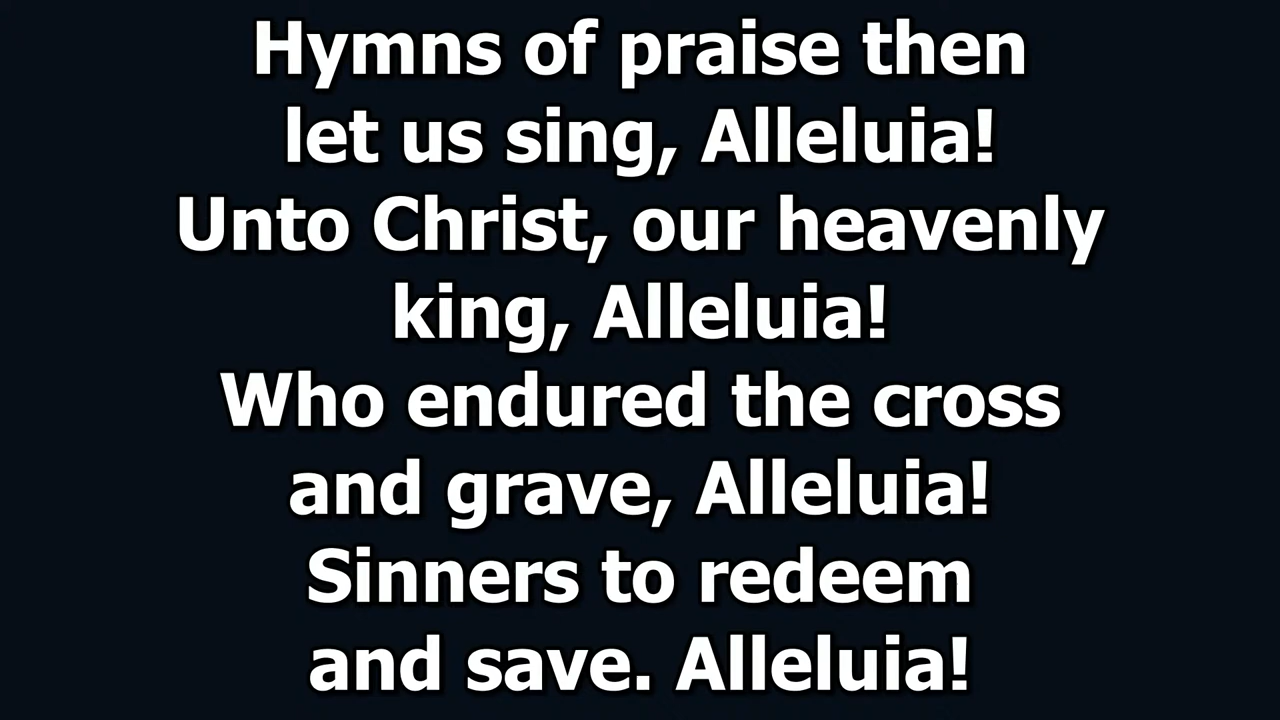 Hymns of praise then
let us sing, Alleluia!
Unto Christ, our heavenly
king, Alleluia!
Who endured the cross
and grave, Alleluia!
Sinners to redeem
and save. Alleluia!